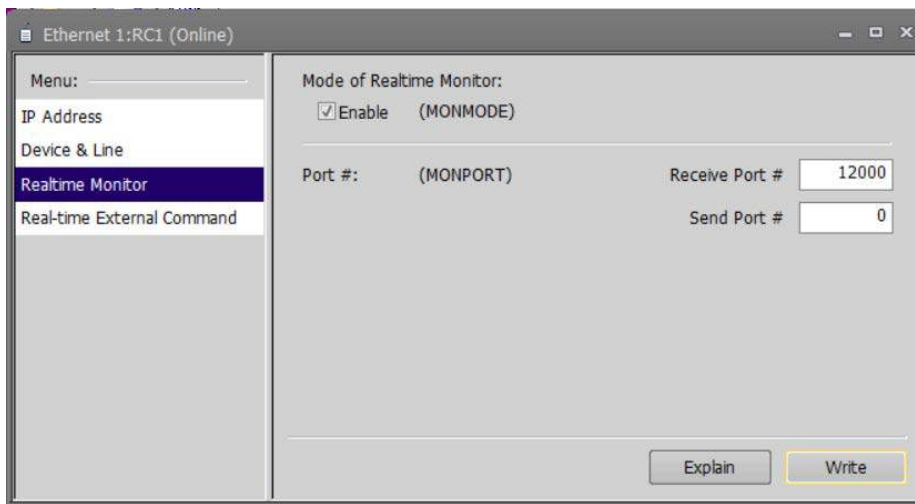 Ethernet 1:RC1 (Online)
Menu:
IP Address
Device & Line
Realtime Monitor
Real-time External Command
Mode of Realtime Monitor:
Enable (MONMODE)
Port #: (MONPORT) Receive Port # 12000
Send Port # 0
Explain Write